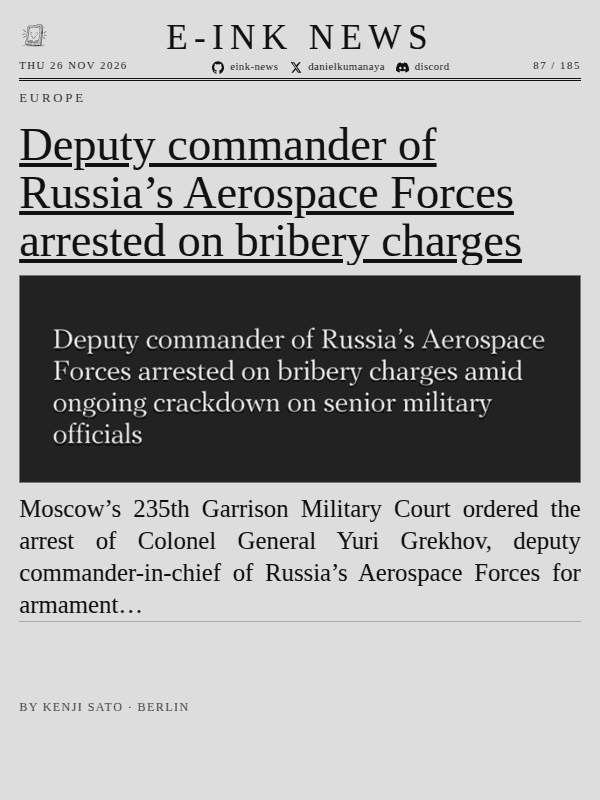 E-INK NEWS
THU 26 NOV 2026
eink-news danielkumanaya discord
87 / 185
EUROPE
Deputy commander of
Russia’s Aerospace Forces
arrested on bribery charges
Deputy commander of Russia’s Aerospace
Forces arrested on bribery charges amid
ongoing crackdown on senior military
officials
Moscow’s 235th Garrison Military Court ordered the
arrest of Colonel General Yuri Grekhov, deputy
commander-in-chief of Russia’s Aerospace Forces for
armament…
BY KENJI SATO · BERLIN